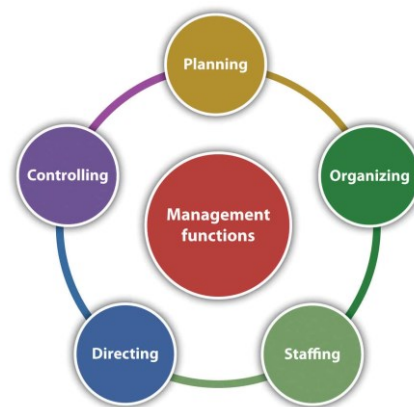 Planning
Controlling
Organizing
Management
functions
Directing
Staffing